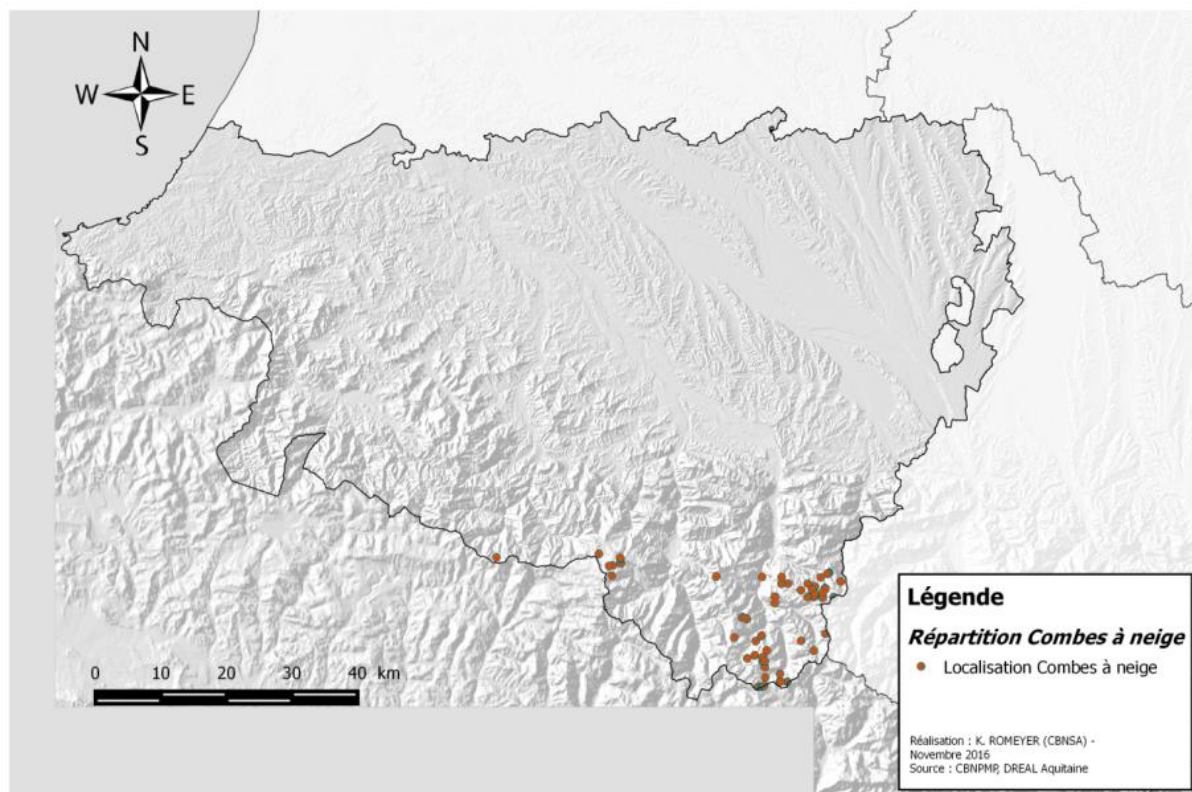 N
W E
S
0 10 20 30 40 km
Légende
Répartition Combes à neige
Localisation Combes à neige
Réalisation : K. ROMEYER (CBNSA) -
Novembre 2016
Source : CBNPMP, DREAL Aquitaine